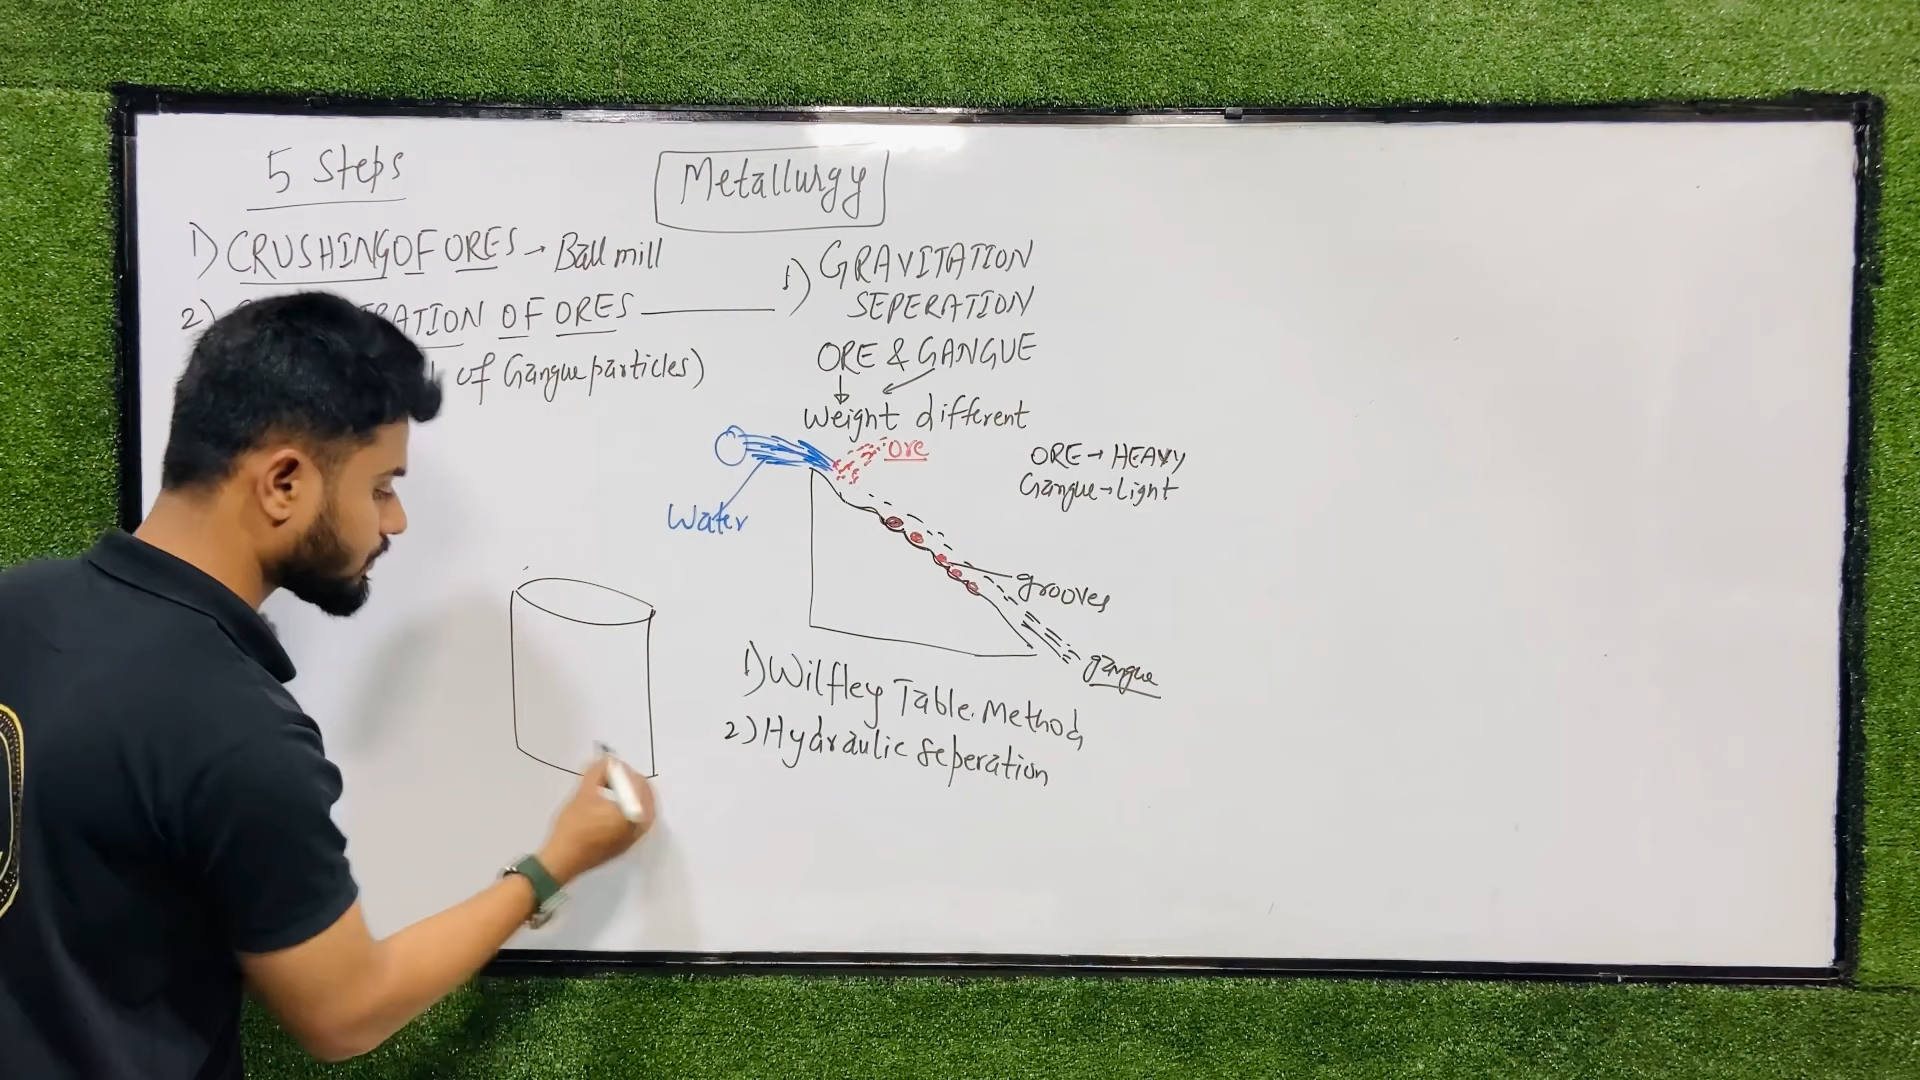 5 Steps
Metallurgy
1) CRUSHING OF ORES → Ball mill
2) TRATION OF ORES
of Gangue particles)
1) GRAVITATION
SEPERATION
ORE & GANGUE
Weight different
ore
ORE → HEAVY
Gangue → Light
Water
grooves
gangue
1) Wilfley Table Method
2) Hydraulic Seperation